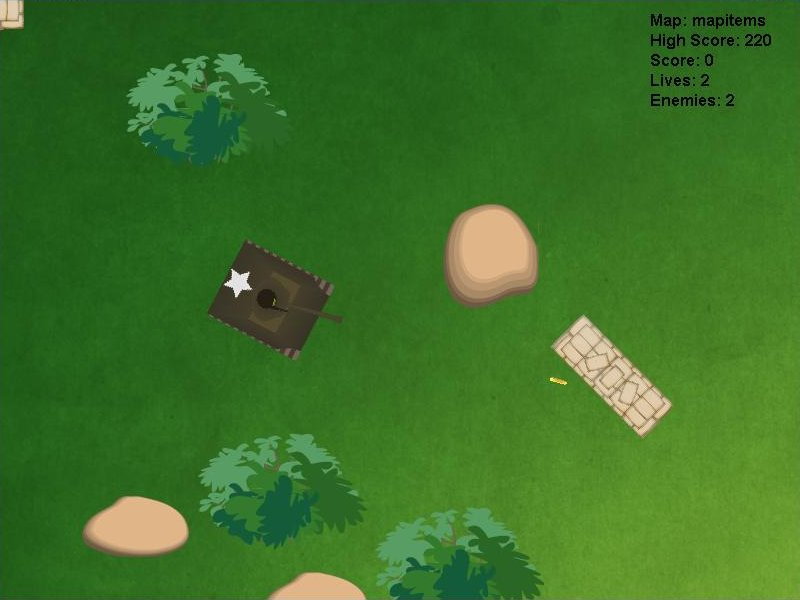 Map: mapitems
High Score: 220
Score: 0
Lives: 2
Enemies: 2